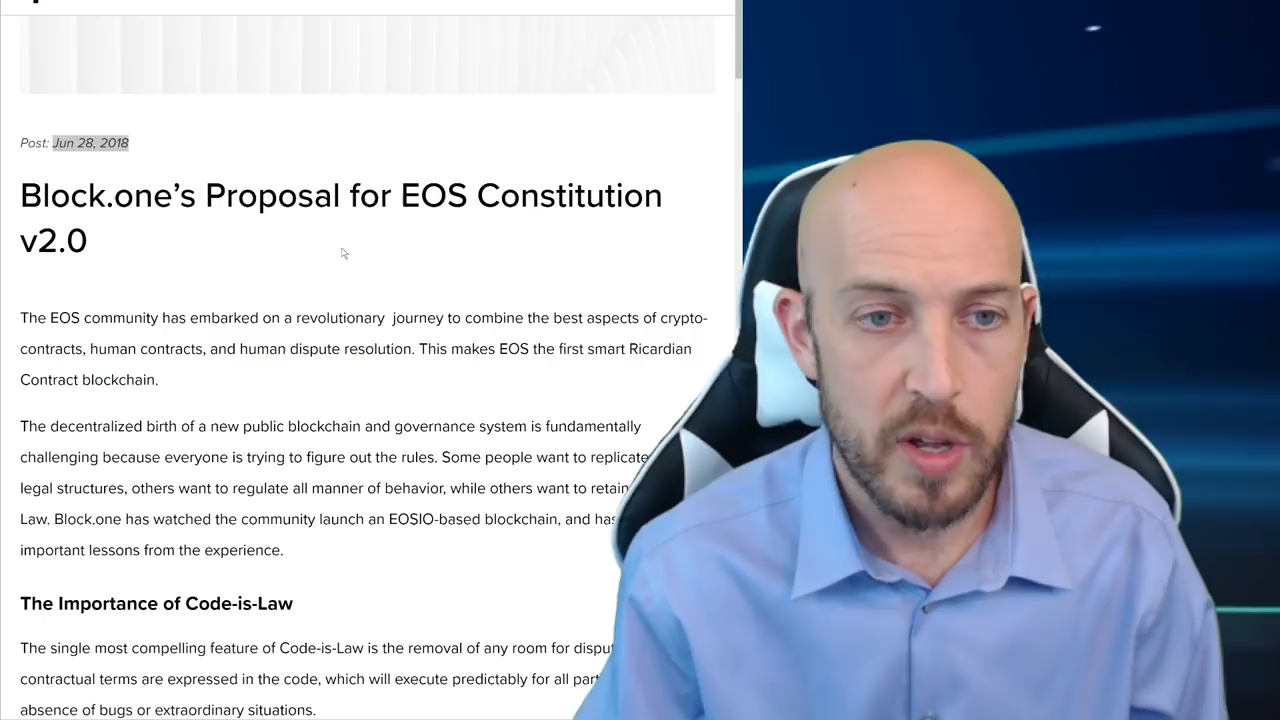 Post: Jun 28, 2018
Block.one’s Proposal for EOS Constitution
v2.0
The EOS community has embarked on a revolutionary  journey to combine the best aspects of crypto-
contracts, human contracts, and human dispute resolution. This makes EOS the first smart Ricardian
Contract blockchain.
The decentralized birth of a new public blockchain and governance system is fundamentally
challenging because everyone is trying to figure out the rules. Some people want to replicate
legal structures, others want to regulate all manner of behavior, while others want to retain
Law. Block.one has watched the community launch an EOSIO-based blockchain, and has
important lessons from the experience.
The Importance of Code-is-Law
The single most compelling feature of Code-is-Law is the removal of any room for
contractual terms are expressed in the code, which will execute predictably for all
absence of bugs or extraordinary situations.